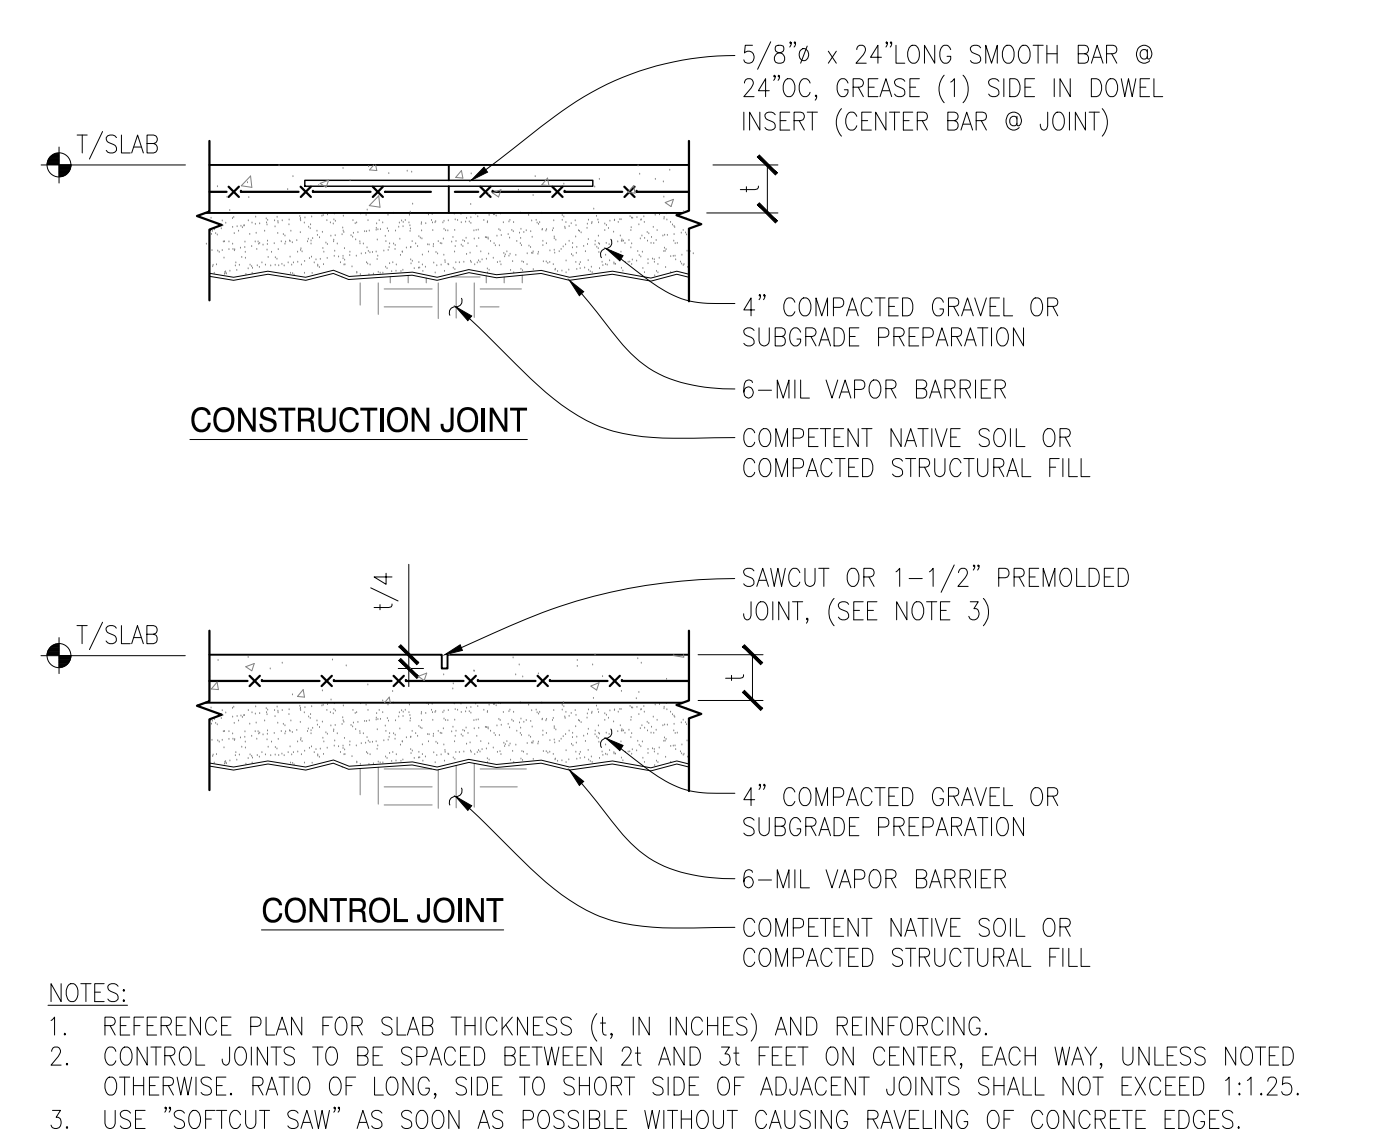 5/8"ø x 24"LONG SMOOTH BAR @
24"OC, GREASE (1) SIDE IN DOWEL
INSERT (CENTER BAR @ JOINT)
T/SLAB
t
4" COMPACTED GRAVEL OR
SUBGRADE PREPARATION
6-MIL VAPOR BARRIER
CONSTRUCTION JOINT
COMPETENT NATIVE SOIL OR
COMPACTED STRUCTURAL FILL
t/4
SAWCUT OR 1-1/2" PREMOLDED
JOINT, (SEE NOTE 3)
T/SLAB
t
4" COMPACTED GRAVEL OR
SUBGRADE PREPARATION
6-MIL VAPOR BARRIER
CONTROL JOINT
COMPETENT NATIVE SOIL OR
COMPACTED STRUCTURAL FILL
NOTES:
1. REFERENCE PLAN FOR SLAB THICKNESS (t, IN INCHES) AND REINFORCING.
2. CONTROL JOINTS TO BE SPACED BETWEEN 2t AND 3t FEET ON CENTER, EACH WAY, UNLESS NOTED
OTHERWISE. RATIO OF LONG, SIDE TO SHORT SIDE OF ADJACENT JOINTS SHALL NOT EXCEED 1:1.25.
3. USE "SOFTCUT SAW" AS SOON AS POSSIBLE WITHOUT CAUSING RAVELING OF CONCRETE EDGES.